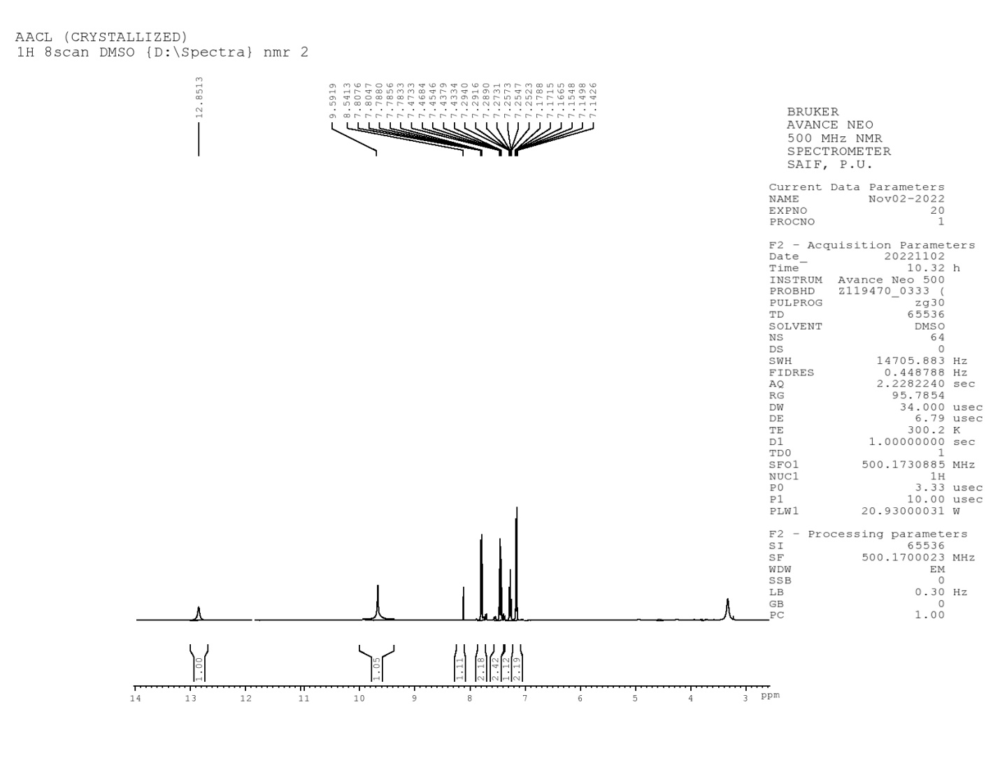 AACL (CRYSTALLIZED)
1H 8scan DMSO {D:\Spectra} nmr 2
12.8513
9.5919
8.5413
7.8076
7.8047
7.7880
7.7856
7.7833
7.4733
7.4684
7.4546
7.4379
7.4334
7.2940
7.2916
7.2890
7.2731
7.2573
7.2547
7.2523
7.1788
7.1715
7.1665
7.1548
7.1498
7.1426
BRUKER
AVANCE NEO
500 MHz NMR
SPECTROMETER
SAIF, P.U.
Current Data Parameters
NAME Nov02-2022
EXPNO 20
PROCNO 1
F2 - Acquisition Parameters
Date_ 20221102
Time 10.32 h
INSTRUM Avance Neo 500
PROBHD Z119470_0333 (
PULPROG zg30
TD 65536
SOLVENT DMSO
NS 64
DS 0
SWH 14705.883 Hz
FIDRES 0.448788 Hz
AQ 2.2282240 sec
RG 95.7854
DW 34.000 usec
DE 6.79 usec
TE 300.2 K
D1 1.00000000 sec
TD0 1
SFO1 500.1730885 MHz
NUC1 1H
P0 3.33 usec
P1 10.00 usec
PLW1 20.93000031 W
F2 - Processing parameters
SI 65536
SF 500.1700023 MHz
WDW EM
SSB 0
LB 0.30 Hz
GB 0
PC 1.00
1.00
1.05
1.11
2.18
2.42
1.12
2.19
14 13 12 11 10 9 8 7 6 5 4 3 ppm